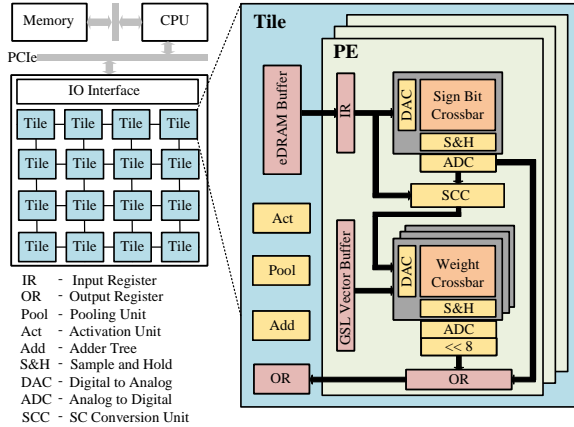 Memory
CPU
PCIe
IO Interface
Tile Tile Tile Tile
Tile Tile Tile Tile
Tile Tile Tile Tile
Tile Tile Tile Tile
IR - Input Register
OR - Output Register
Pool - Pooling Unit
Act - Activation Unit
Add - Adder Tree
S&H - Sample and Hold
DAC - Digital to Analog
ADC - Analog to Digital
SCC - SC Conversion Unit
Tile
PE
eDRAM Buffer
IR
DAC
Sign Bit
Crossbar
S&H
ADC
SCC
Act
Pool
Add
OR
GSL Vector Buffer
DAC
Weight
Crossbar
S&H
ADC
<< 8
OR